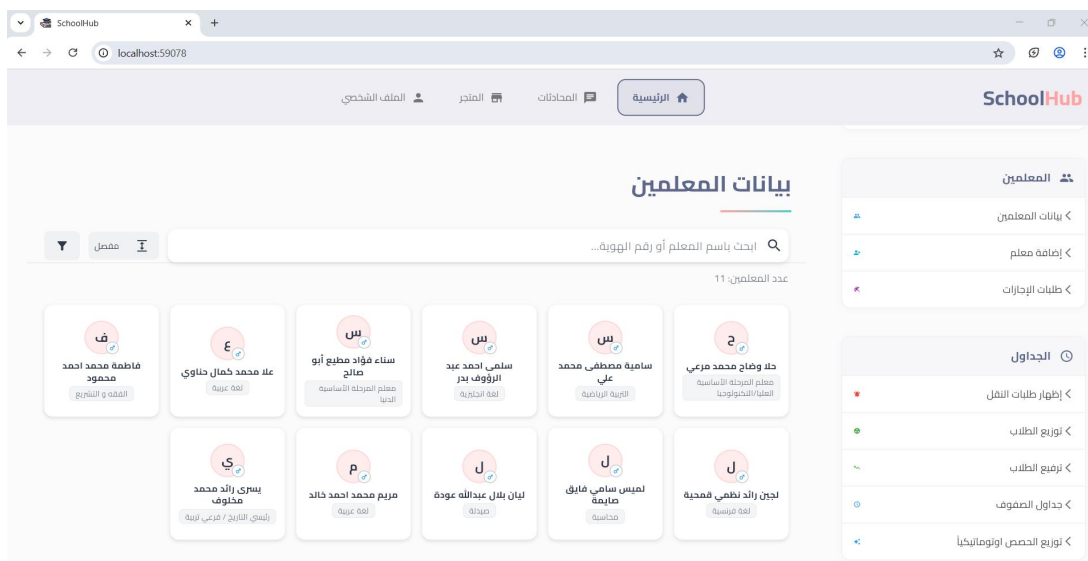 SchoolHub
localhost:59078
SchoolHub
الرئيسية
المحادثات
المتجر
الملف الشخصي
المعلمين
بيانات المعلمين
إضافة معلم
طلبات الإجازات
الجداول
إظهار طلبات النقل
توزيع الطلاب
ترفيع الطلاب
جداول الصفوف
توزيع الحصص اوتوماتيكياً
بيانات المعلمين
ابحث باسم المعلم أو رقم الهوية...
مفصل
عدد المعلمين: 11
ح
حلا وضاح محمد مرعي
معلم المرحلة الأساسية
العليا/التكنولوجيا
س
سامية مصطفى محمد
علي
التربية الرياضية
س
سلمى احمد عبد
الرؤوف بدر
لغة انجليزية
س
سناء فؤاد مطيع أبو
صالح
معلم المرحلة الأساسية
الدنيا
ع
علا محمد كمال حناوي
لغة عربية
ف
فاطمة محمد احمد
محمود
الفقه و التشريع
ل
لجين رائد نظمي قمحية
لغة فرنسية
ل
لميس سامي فايق
صايمة
محاسبة
ل
ليان بلال عبدالله عودة
صيدلة
م
مريم محمد احمد خالد
لغة عربية
ي
يسرى رائد محمد
مخلوف
رئيسي التاريخ / فرعي تربية